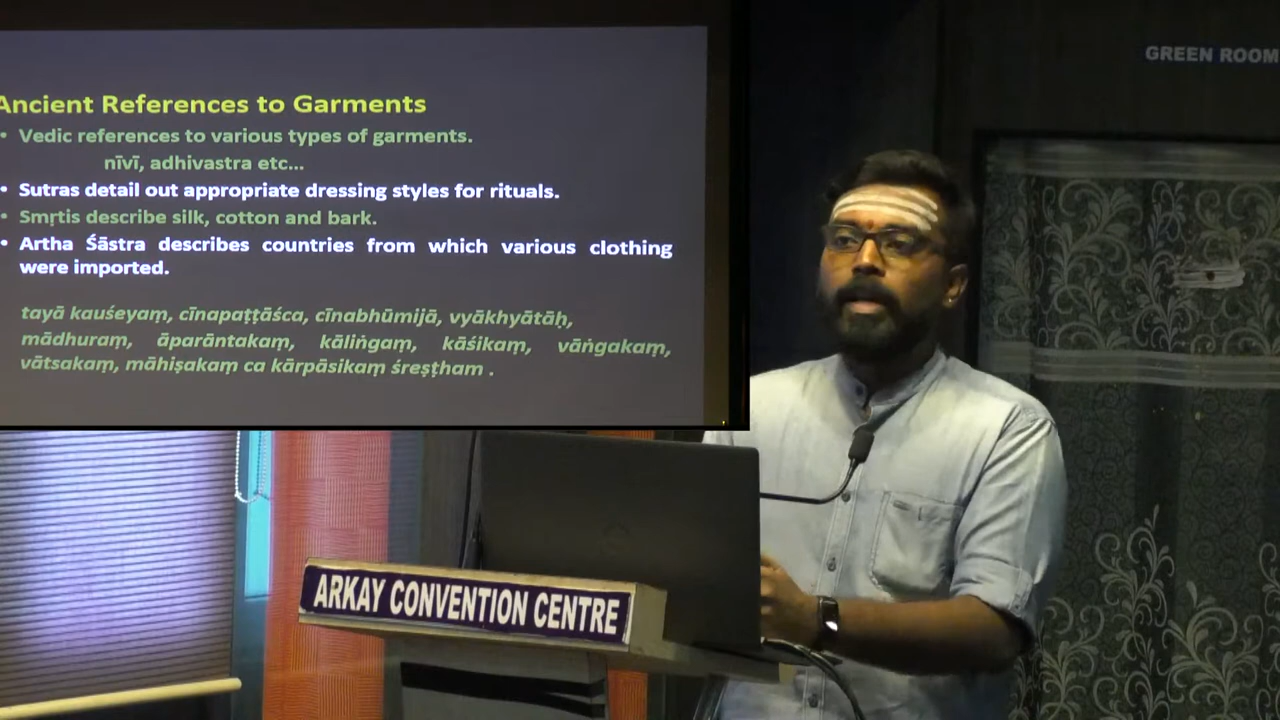 Ancient References to Garments
• Vedic references to various types of garments.
nīvī, adhivastra etc...
• Sutras detail out appropriate dressing styles for rituals.
• Smṛtis describe silk, cotton and bark.
• Artha Śāstra describes countries from which various clothing
were imported.
tayā kauśeyaṃ, cīnapaṭṭāśca, cīnabhūmijā, vyākhyātāḥ,
mādhuraṃ, āparāntakaṃ, kāliṅgaṃ, kāśikaṃ, vāṅgakaṃ,
vātsakaṃ, māhiṣakaṃ ca kārpāsikaṃ śreṣṭham .
GREEN ROOM
ARKAY CONVENTION CENTRE